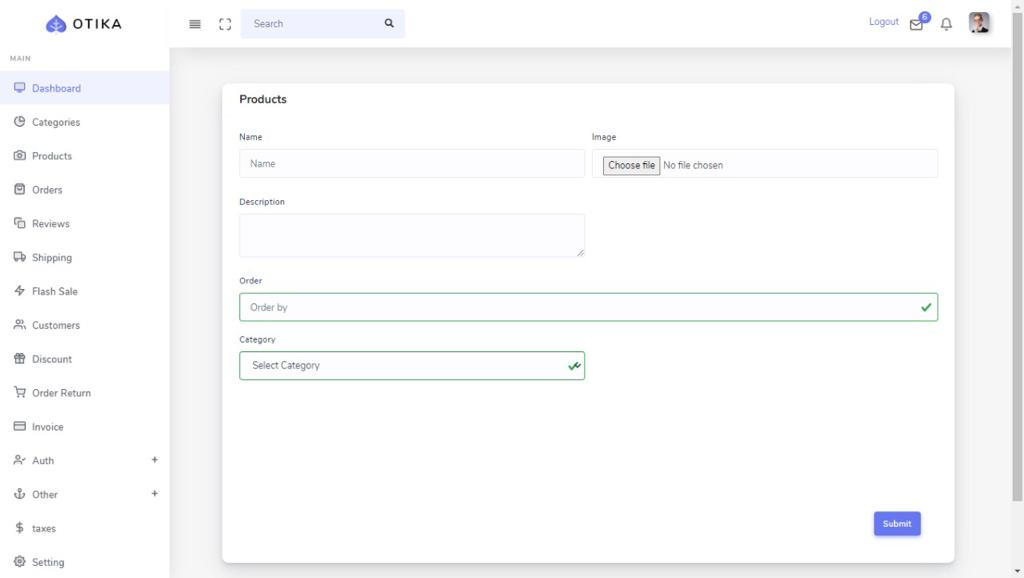 OTIKA
Search
Logout
6
MAIN
Dashboard
Categories
Products
Orders
Reviews
Shipping
Flash Sale
Customers
Discount
Order Return
Invoice
Auth +
Other +
taxes
Setting
Products
Name
Image
Name
Choose file No file chosen
Description
Order
Order by
Category
Select Category
Submit